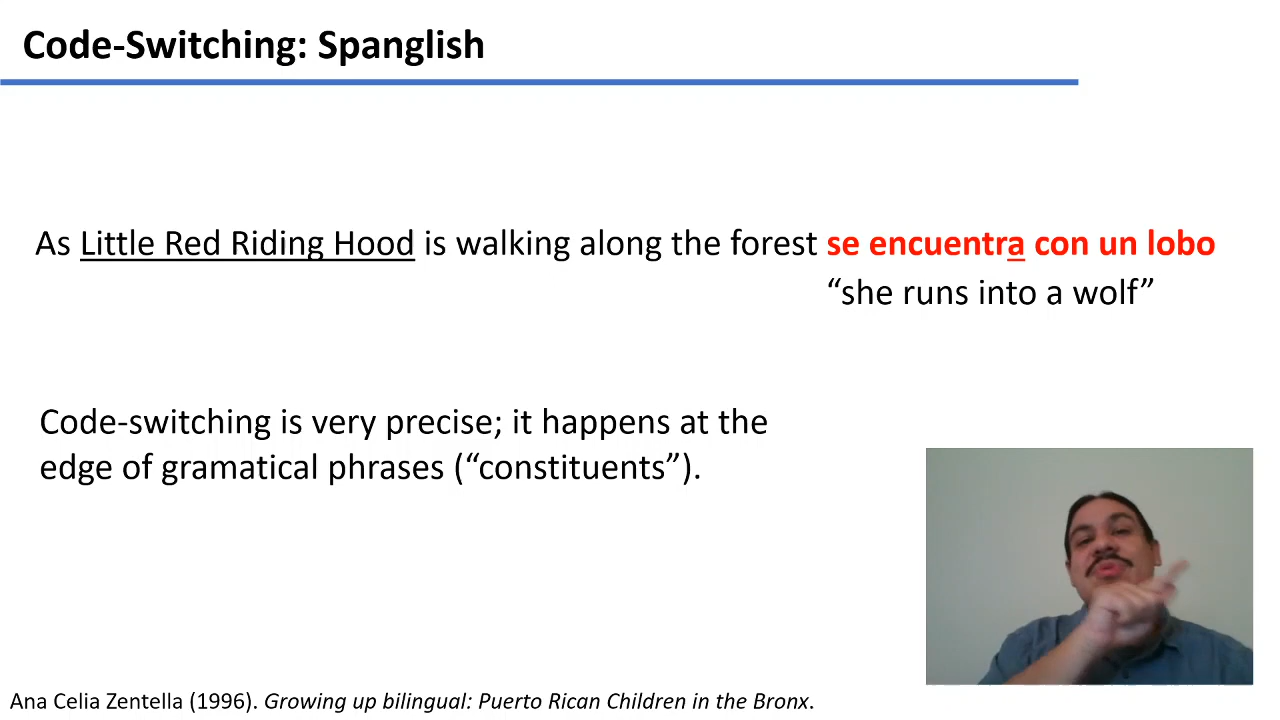 Code-Switching: Spanglish
As Little Red Riding Hood is walking along the forest se encuentra con un lobo
“she runs into a wolf”
Code-switching is very precise; it happens at the
edge of gramatical phrases (“constituents”).
Ana Celia Zentella (1996). Growing up bilingual: Puerto Rican Children in the Bronx.